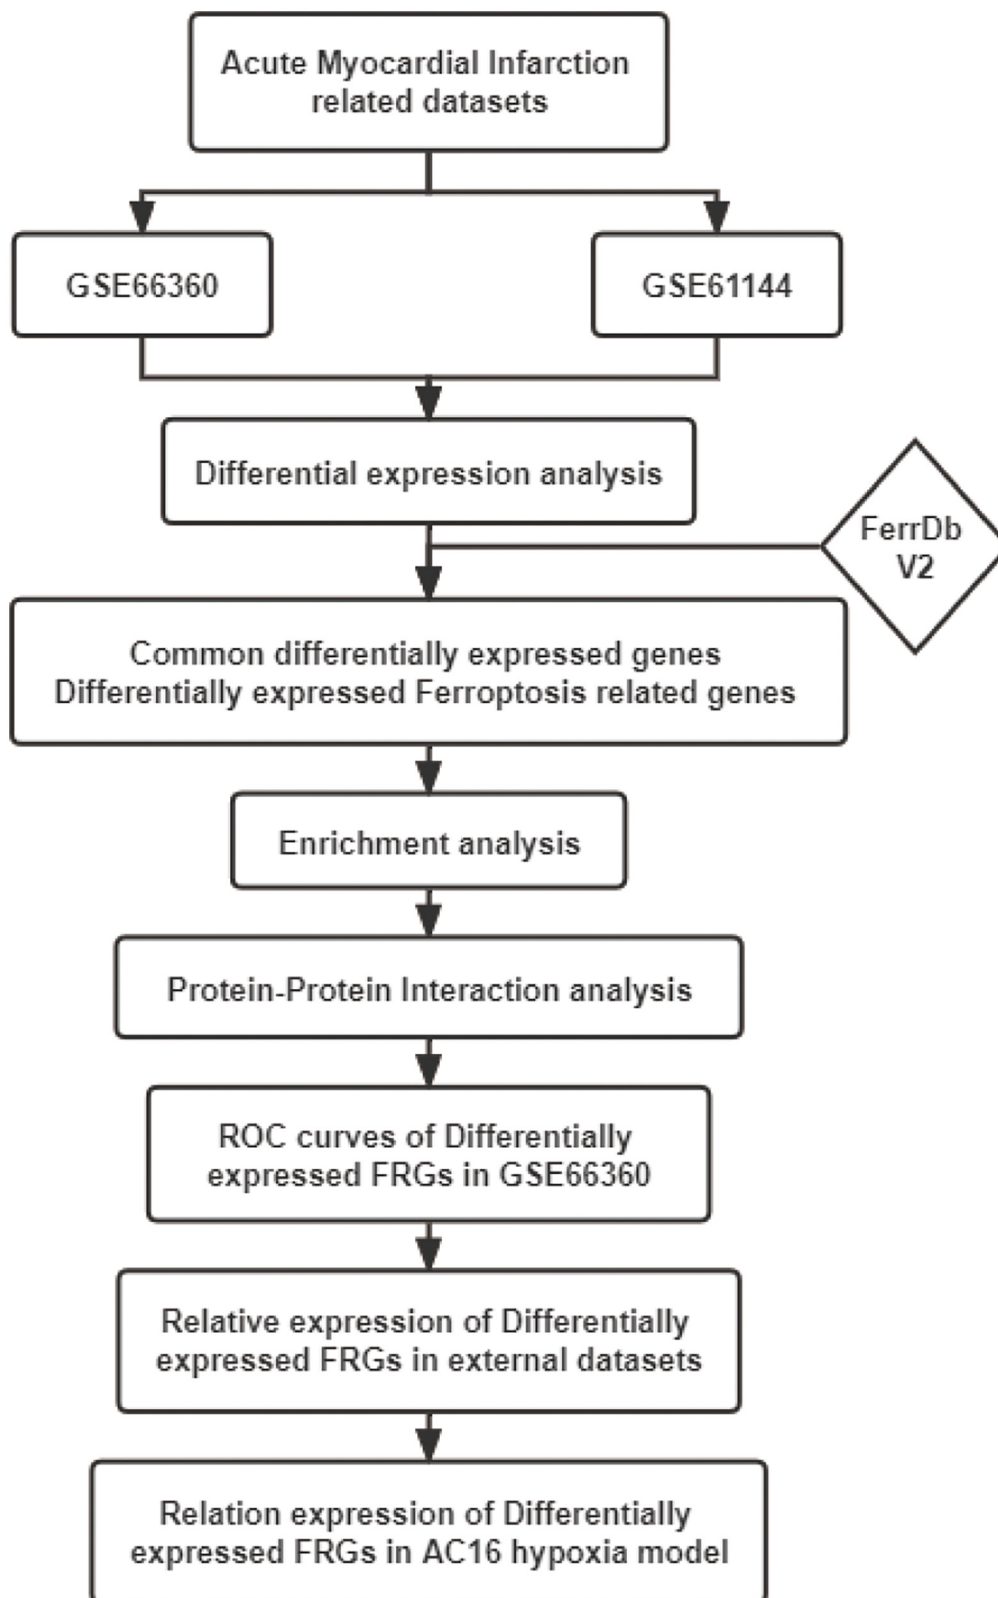 Acute Myocardial Infarction
related datasets
GSE66360
GSE61144
Differential expression analysis
FerrDb
V2
Common differentially expressed genes
Differentially expressed Ferroptosis related genes
Enrichment analysis
Protein-Protein Interaction analysis
ROC curves of Differentially
expressed FRGs in GSE66360
Relative expression of Differentially
expressed FRGs in external datasets
Relation expression of Differentially
expressed FRGs in AC16 hypoxia model